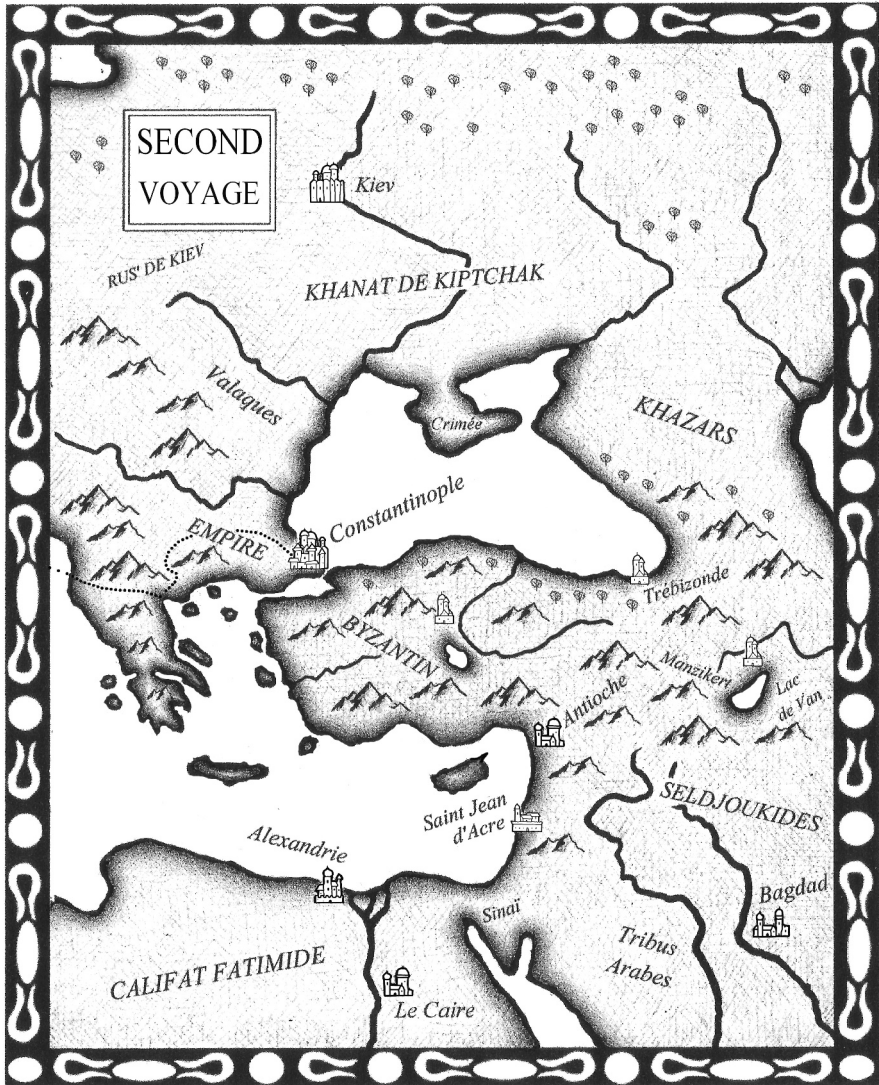 SECOND
VOYAGE
Kiev
RUS' DE KIEV
KHANAT DE KIPTCHAK
Valaques
Crimée
KHAZARS
Constantinople
EMPIRE
Trébizonde
BYZANTIN
Manzikert
Lac
de Van
Antioche
SELDJOUKIDES
Saint Jean
d'Acre
Alexandrie
Bagdad
Sinaï
Tribus
Arabes
CALIFAT FATIMIDE
Le Caire